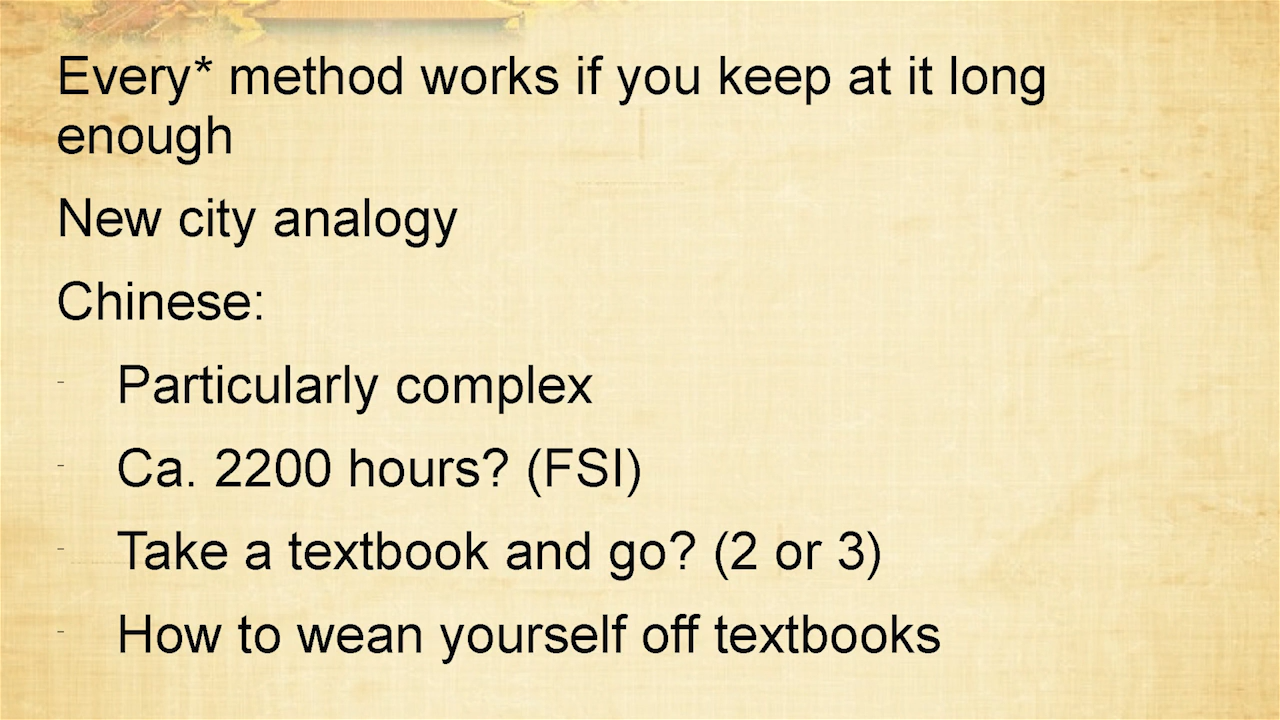 Every* method works if you keep at it long
enough
New city analogy
Chinese:
- Particularly complex
- Ca. 2200 hours? (FSI)
- Take a textbook and go? (2 or 3)
- How to wean yourself off textbooks